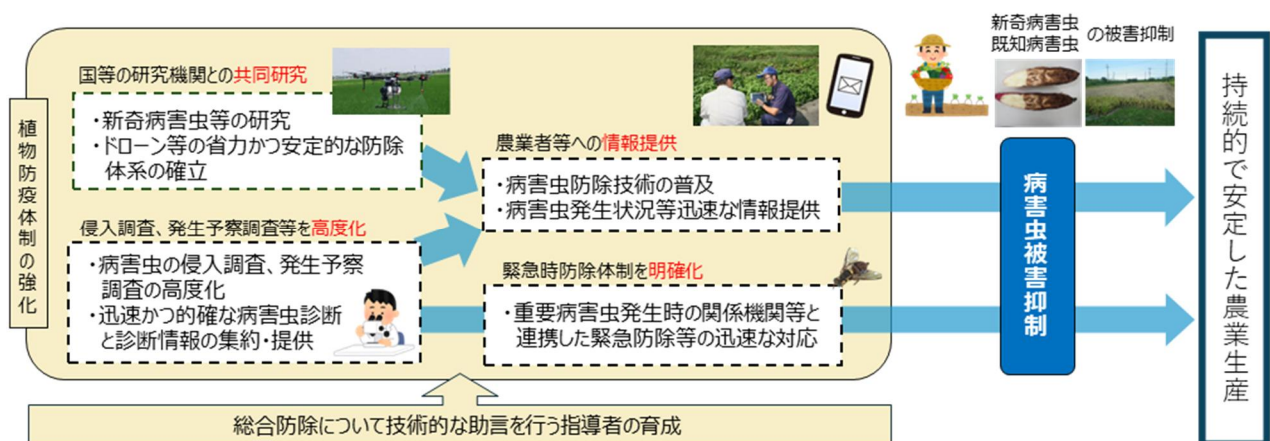 植物防疫体制の強化
国等の研究機関との共同研究
・新奇病害虫等の研究
・ドローン等の省力かつ安定的な防除
体系の確立
侵入調査、発生予察調査等を高度化
・病害虫の侵入調査、発生予察
調査の高度化
・迅速かつ的確な病害虫診断
と診断情報の集約・提供
農業者等への情報提供
・病害虫防除技術の普及
・病害虫発生状況等迅速な情報提供
緊急時防除体制を明確化
・重要病害虫発生時の関係機関等と
連携した緊急防除等の迅速な対応
総合防除について技術的な助言を行う指導者の育成
新奇病害虫
既知病害虫
の被害抑制
病害虫被害抑制
持続的で安定した農業生産